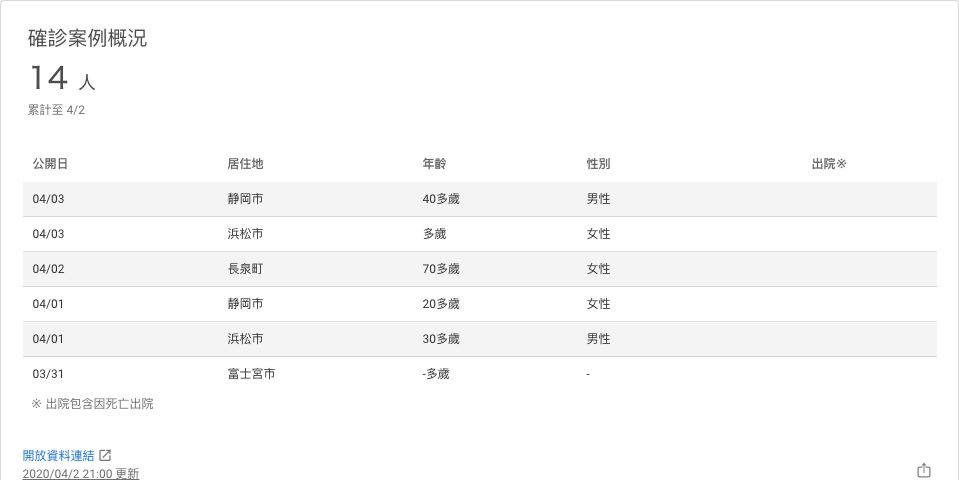 確診案例概況
14 人
累計至 4/2
公開日 居住地 年齡 性別 出院※
04/03 静岡市 40多歲 男性
04/03 浜松市 多歲 女性
04/02 長泉町 70多歲 女性
04/01 静岡市 20多歲 女性
04/01 浜松市 30多歲 男性
03/31 富士宮市 -多歲 -
※ 出院包含因死亡出院
開放資料連結
2020/04/2 21:00 更新